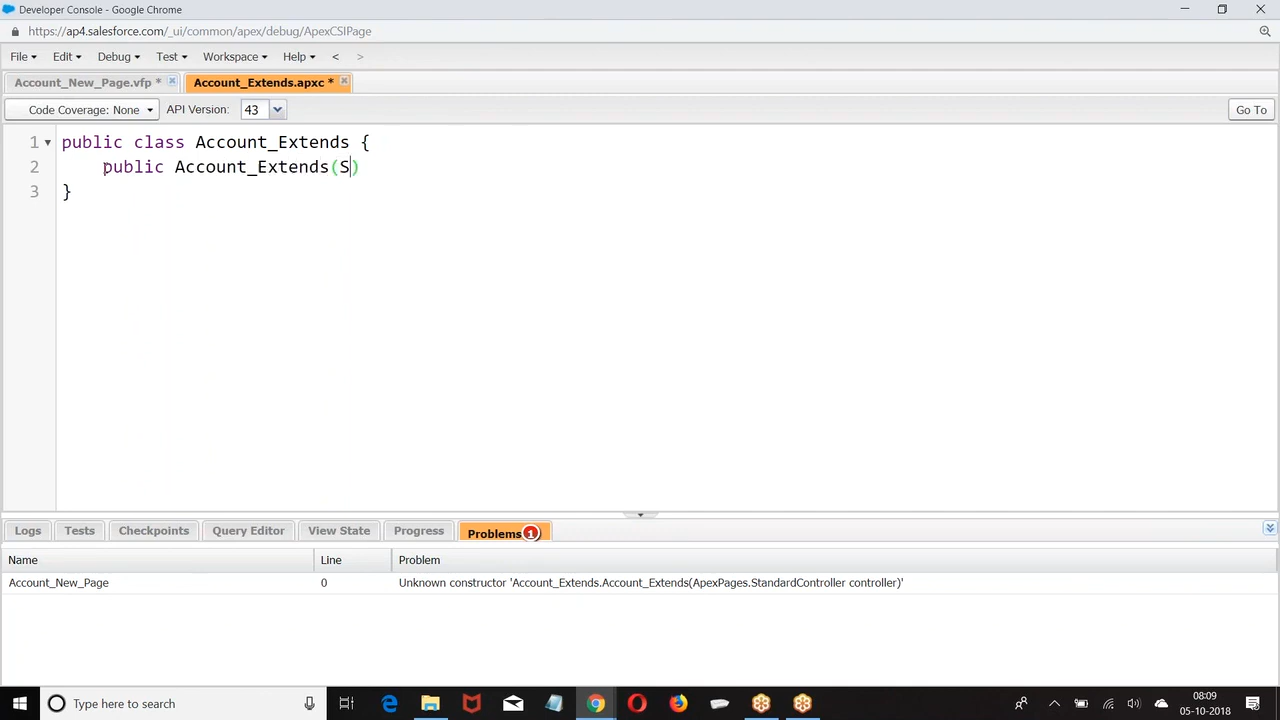 Developer Console - Google Chrome
https://ap4.salesforce.com/_ui/common/apex/debug/ApexCSIPage
File Edit Debug Test Workspace Help < >
Account_New_Page.vfp * Account_Extends.apxc *
Code Coverage: None API Version: 43 Go To
1 public class Account_Extends {
2 public Account_Extends(S)
3 }
Logs Tests Checkpoints Query Editor View State Progress Problems 1
Name Line Problem
Account_New_Page 0 Unknown constructor 'Account_Extends.Account_Extends(ApexPages.StandardController controller)'
Type here to search
08:09
05-10-2018